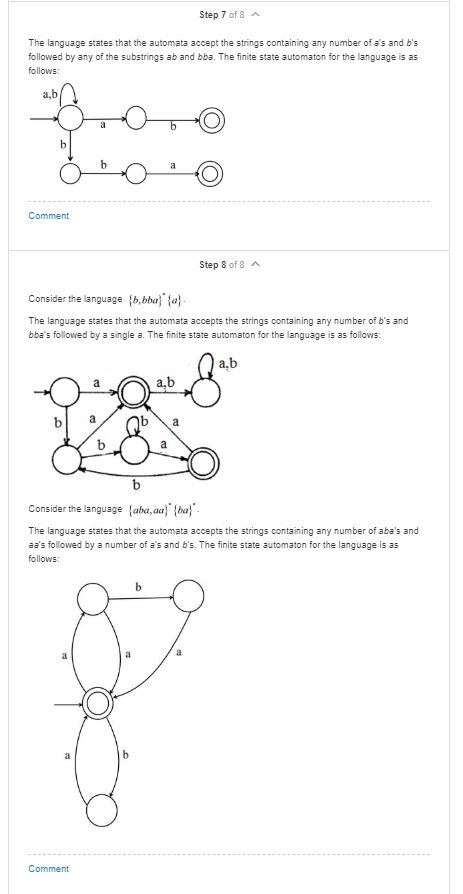 Step 7 of 8
The language states that the automata accept the strings containing any number of a's and b's
followed by any of the substrings ab and bba. The finite state automaton for the language is as
follows:
a,b
a
b
b
b
a
Comment
Step 8 of 8
Consider the language {b,bba}*{a}.
The language states that the automata accepts the strings containing any number of b's and
bba's followed by a single a. The finite state automaton for the language is as follows:
a,b
a
a,b
b
a
b
a
b
a
b
Consider the language {aba,aa}*{ba}*.
The language states that the automata accepts the strings containing any number of aba's and
aa's followed by a number of a's and b's. The finite state automaton for the language is as
follows:
b
a
a
a
a
b
Comment